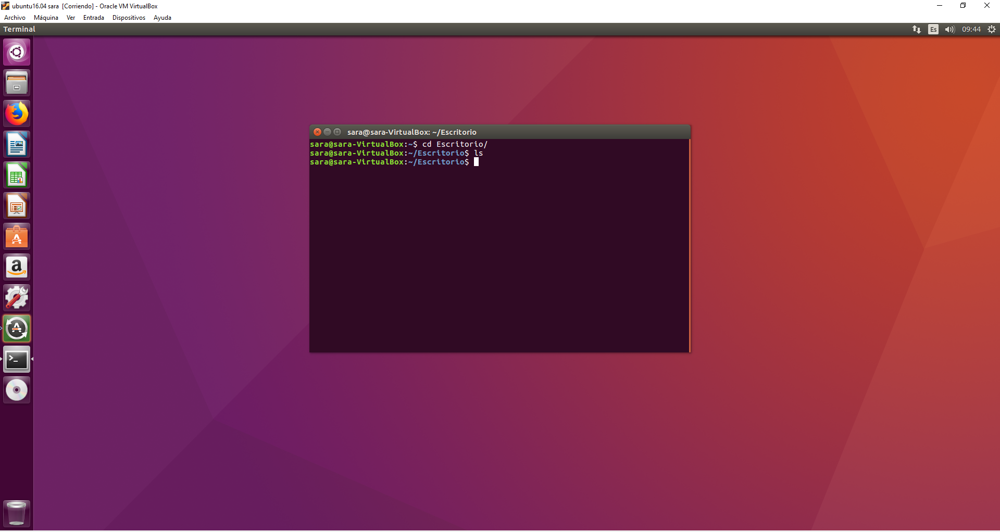 ubuntu16.04 sara [Corriendo] - Oracle VM VirtualBox
Archivo Máquina Ver Entrada Dispositivos Ayuda
Terminal Es 09:44
sara@sara-VirtualBox: ~/Escritorio
sara@sara-VirtualBox:~$ cd Escritorio/
sara@sara-VirtualBox:~/Escritorio$ ls
sara@sara-VirtualBox:~/Escritorio$